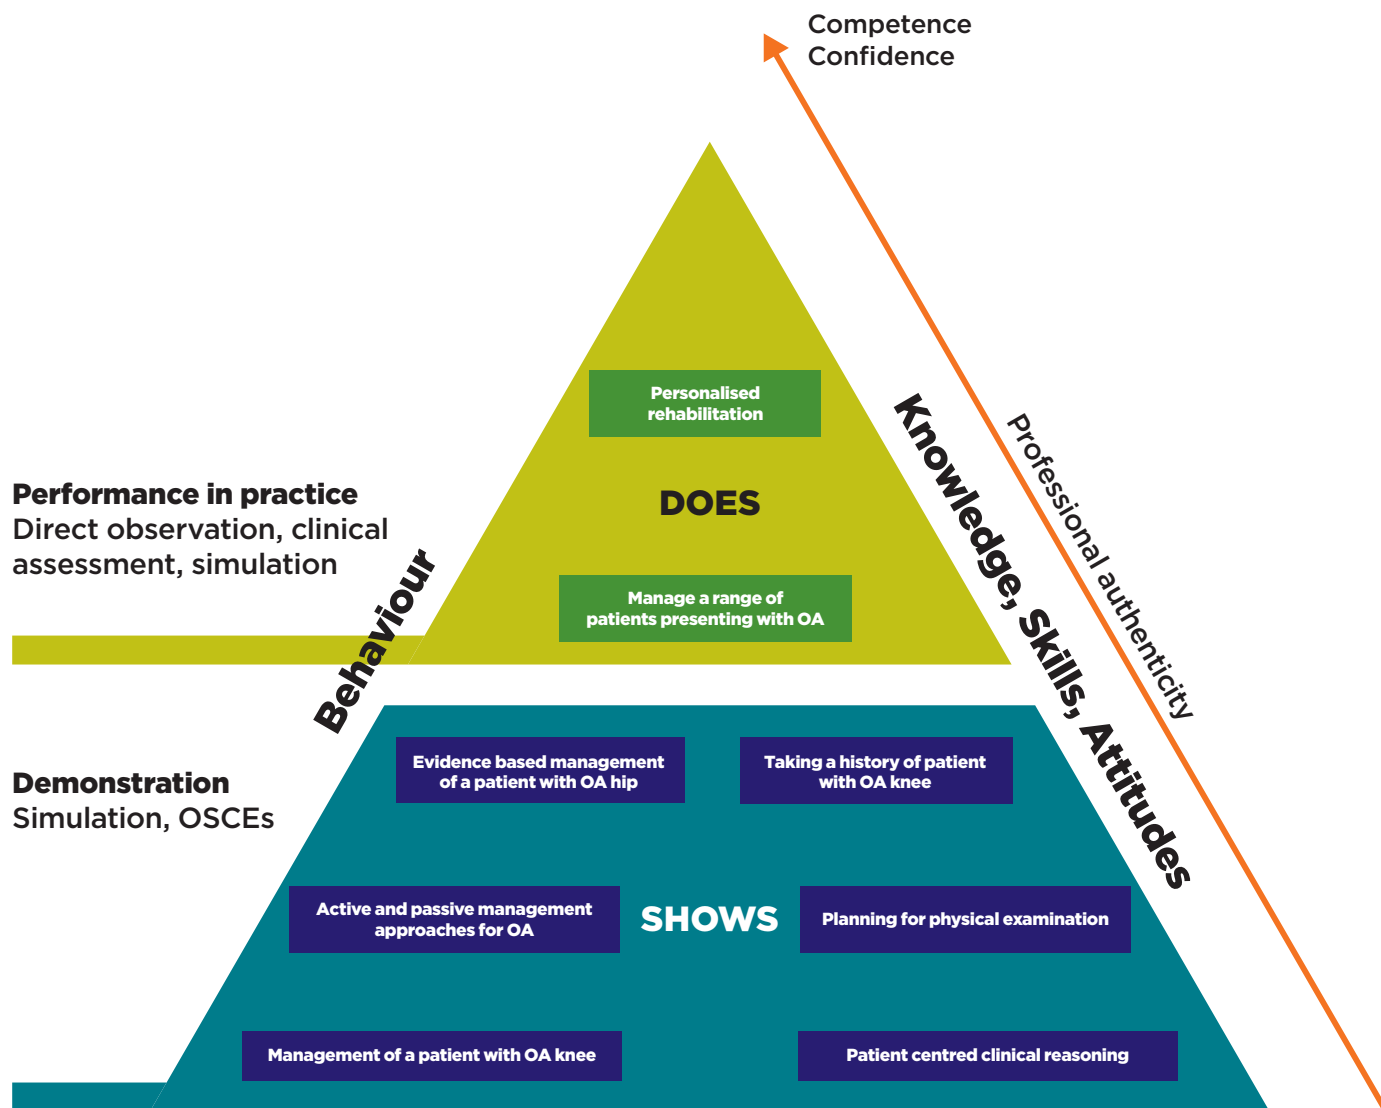 Competence
Confidence
Personalised
rehabilitation
Performance in practice
Direct observation, clinical
assessment, simulation
DOES
Knowledge, Skills, Attitudes
Professional authenticity
Behaviour
Manage a range of
patients presenting with OA
Demonstration
Simulation, OSCEs
Evidence based management
of a patient with OA hip
Taking a history of patient
with OA knee
Active and passive management
approaches for OA
SHOWS
Planning for physical examination
Management of a patient with OA knee
Patient centred clinical reasoning